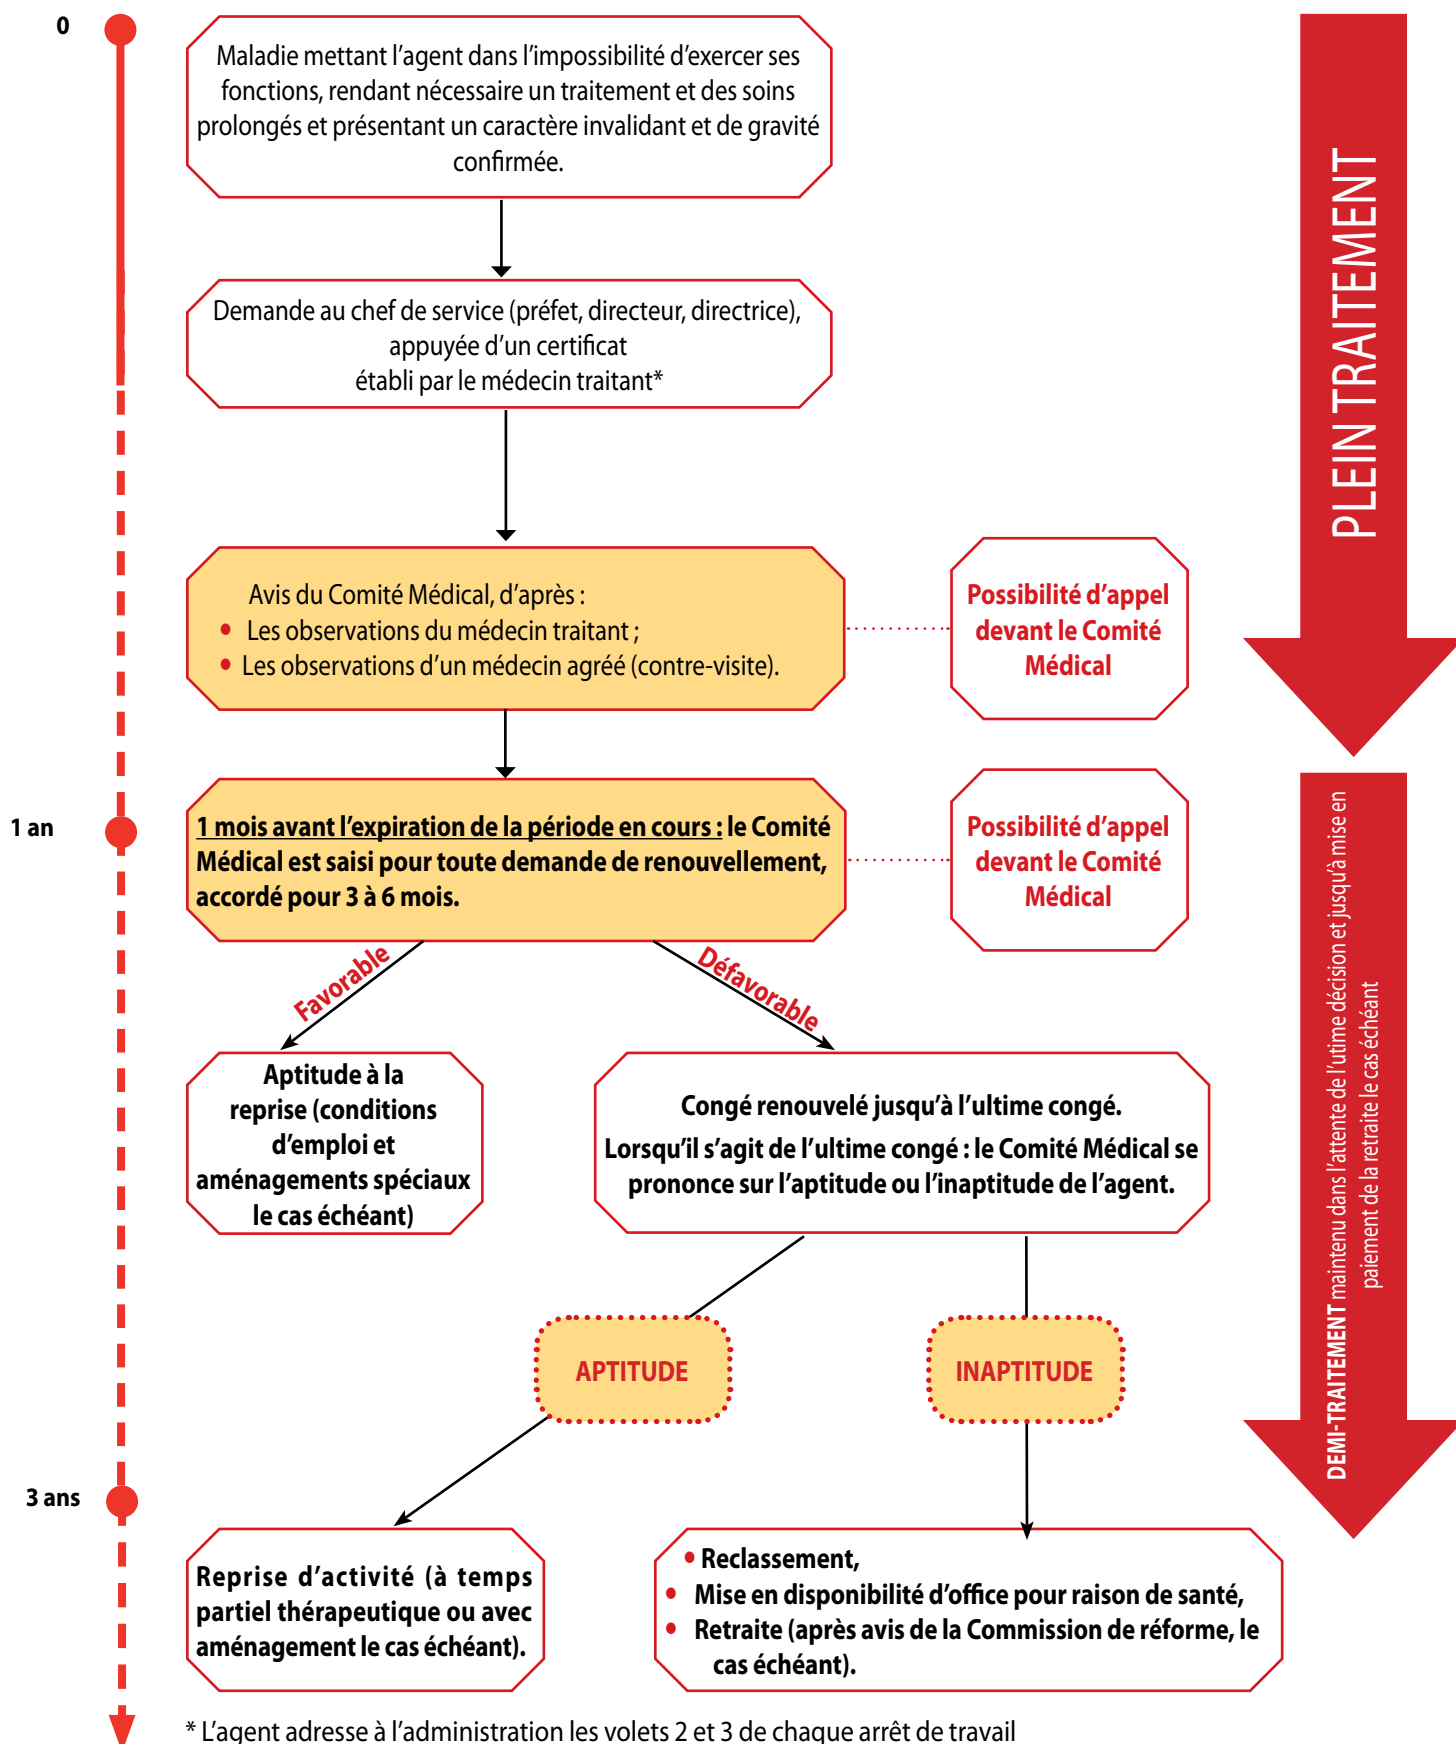 0
Maladie mettant l'agent dans l'impossibilité d'exercer ses
fonctions, rendant nécessaire un traitement et des soins
prolongés et présentant un caractère invalidant et de gravité
confirmée.
Demande au chef de service (préfet, directeur, directrice),
appuyée d'un certificat
établi par le médecin traitant*
PLEIN TRAITEMENT
Avis du Comité Médical, d'après :
• Les observations du médecin traitant ;
• Les observations d'un médecin agréé (contre-visite).
Possibilité d'appel
devant le Comité
Médical
1 an
1 mois avant l'expiration de la période en cours : le Comité
Médical est saisi pour toute demande de renouvellement,
accordé pour 3 à 6 mois.
Possibilité d'appel
devant le Comité
Médical
DEMI-TRAITEMENT maintenu dans l'attente de l'utime décision et jusqu'à mise en
paiement de la retraite le cas échéant
Favorable
Défavorable
Aptitude à la
reprise (conditions
d'emploi et
aménagements spéciaux
le cas échéant)
Congé renouvelé jusqu'à l'ultime congé.
Lorsqu'il s'agit de l'ultime congé : le Comité Médical se
prononce sur l'aptitude ou l'inaptitude de l'agent.
APTITUDE
INAPTITUDE
3 ans
Reprise d'activité (à temps
partiel thérapeutique ou avec
aménagement le cas échéant).
• Reclassement,
• Mise en disponibilité d'office pour raison de santé,
• Retraite (après avis de la Commission de réforme, le
cas échéant).
* L'agent adresse à l'administration les volets 2 et 3 de chaque arrêt de travail